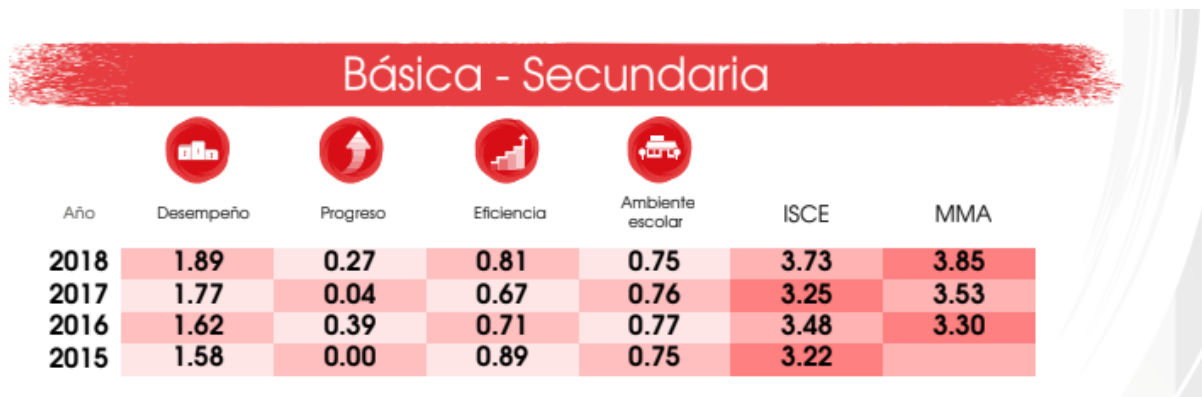 Básica - Secundaria
Año Desempeño Progreso Eficiencia Ambiente escolar ISCE MMA
2018 1.89 0.27 0.81 0.75 3.73 3.85
2017 1.77 0.04 0.67 0.76 3.25 3.53
2016 1.62 0.39 0.71 0.77 3.48 3.30
2015 1.58 0.00 0.89 0.75 3.22